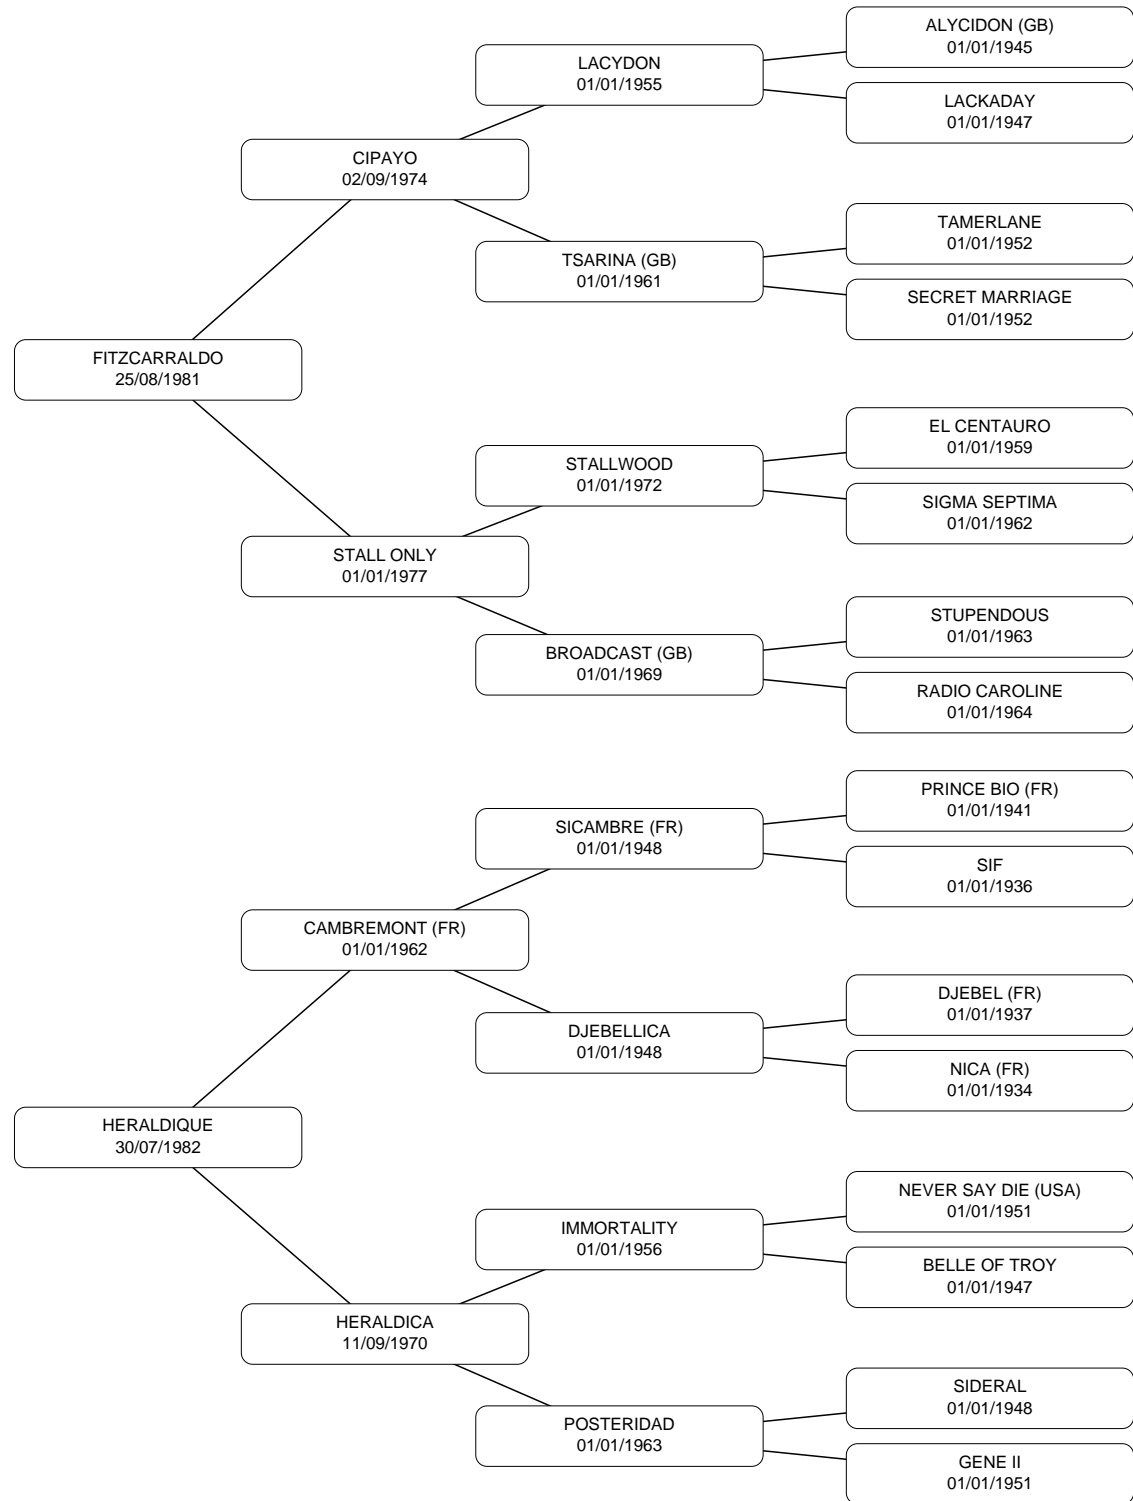 ALYCIDON (GB)
01/01/1945
LACYDON
01/01/1955
LACKADAY
01/01/1947
CIPAYO
02/09/1974
TAMERLANE
01/01/1952
TSARINA (GB)
01/01/1961
SECRET MARRIAGE
01/01/1952
FITZCARRALDO
25/08/1981
EL CENTAURO
01/01/1959
STALLWOOD
01/01/1972
SIGMA SEPTIMA
01/01/1962
STALL ONLY
01/01/1977
STUPENDOUS
01/01/1963
BROADCAST (GB)
01/01/1969
RADIO CAROLINE
01/01/1964
PRINCE BIO (FR)
01/01/1941
SICAMBRE (FR)
01/01/1948
SIF
01/01/1936
CAMBREMONT (FR)
01/01/1962
DJEBEL (FR)
01/01/1937
DJEBELLICA
01/01/1948
NICA (FR)
01/01/1934
HERALDIQUE
30/07/1982
NEVER SAY DIE (USA)
01/01/1951
IMMORTALITY
01/01/1956
BELLE OF TROY
01/01/1947
HERALDICA
11/09/1970
SIDERAL
01/01/1948
POSTERIDAD
01/01/1963
GENE II
01/01/1951